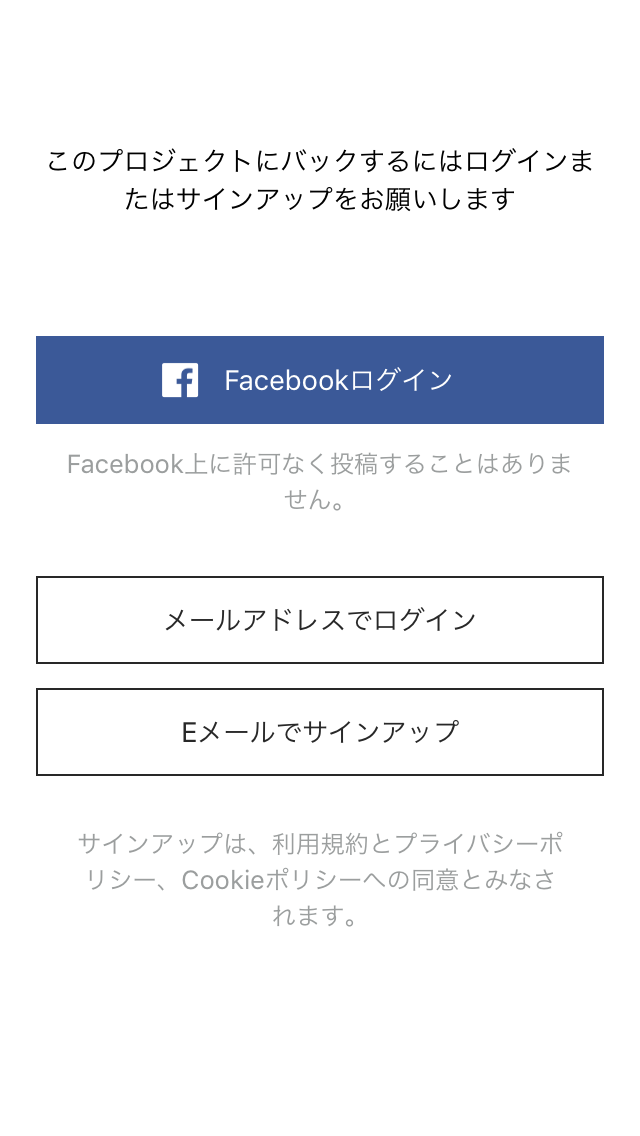 このプロジェクトにバックするにはログインま
たはサインアップをお願いします
Facebookログイン
Facebook上に許可なく投稿することはありま
せん。
メールアドレスでログイン
Eメールでサインアップ
サインアップは、利用規約とプライバシーポ
リシー、Cookieポリシーへの同意とみなさ
れます。